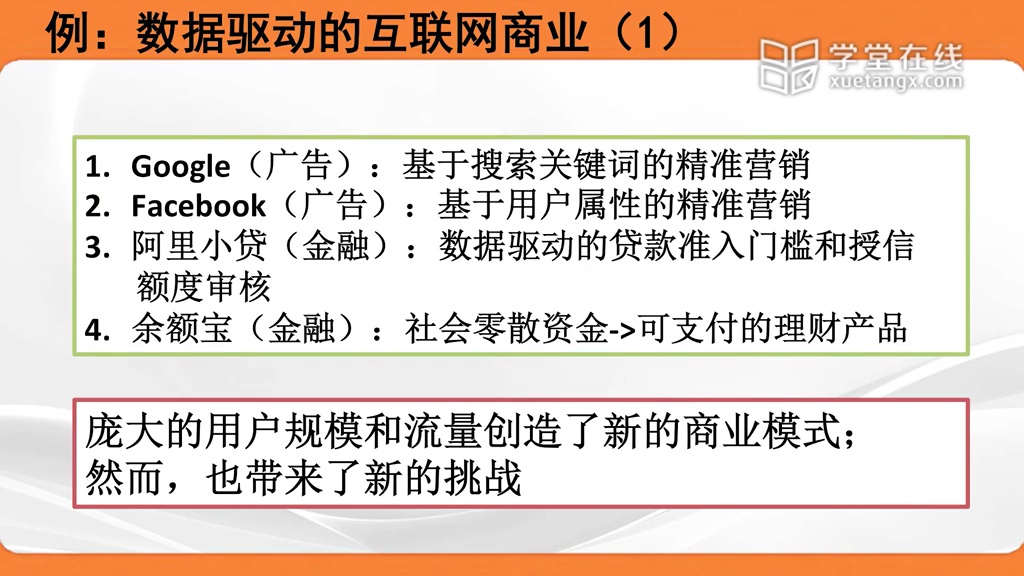 例：数据驱动的互联网商业（1）
学堂在线
xuetangx.com
1. Google（广告）：基于搜索关键词的精准营销
2. Facebook（广告）：基于用户属性的精准营销
3. 阿里小贷（金融）：数据驱动的贷款准入门槛和授信
额度审核
4. 余额宝（金融）：社会零散资金->可支付的理财产品
庞大的用户规模和流量创造了新的商业模式；
然而，也带来了新的挑战